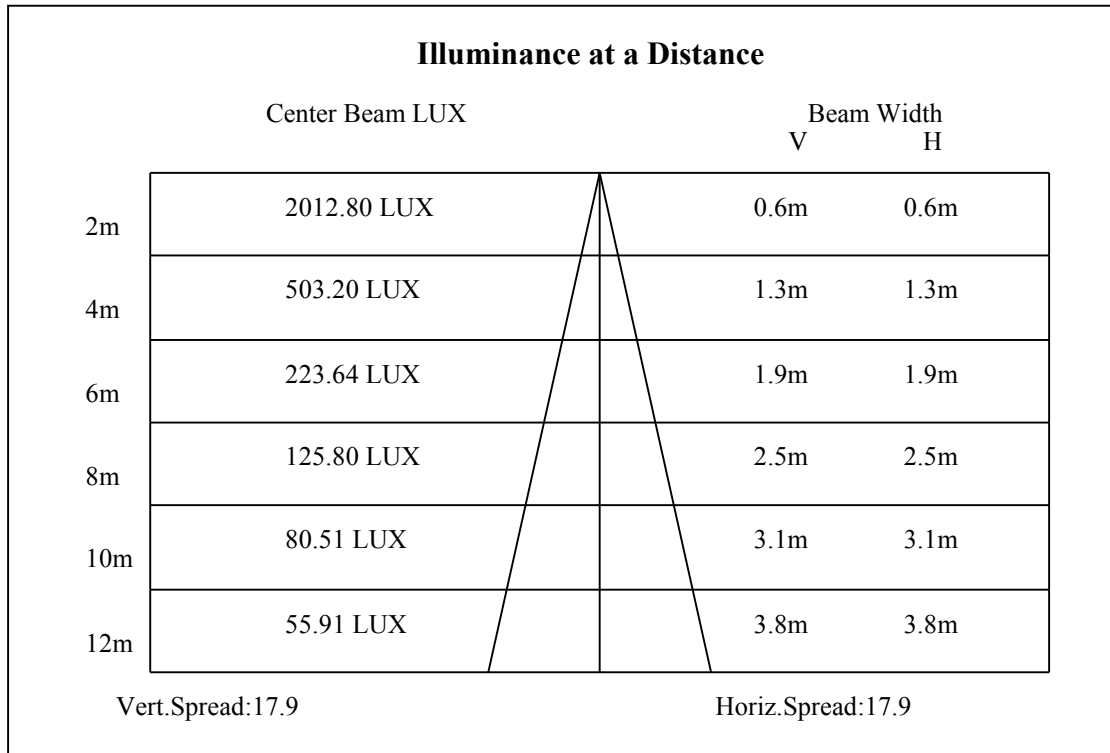 Illuminance at a Distance
Center Beam LUX Beam Width
V H
2m 2012.80 LUX 0.6m 0.6m
4m 503.20 LUX 1.3m 1.3m
6m 223.64 LUX 1.9m 1.9m
8m 125.80 LUX 2.5m 2.5m
10m 80.51 LUX 3.1m 3.1m
12m 55.91 LUX 3.8m 3.8m
Vert.Spread:17.9 Horiz.Spread:17.9